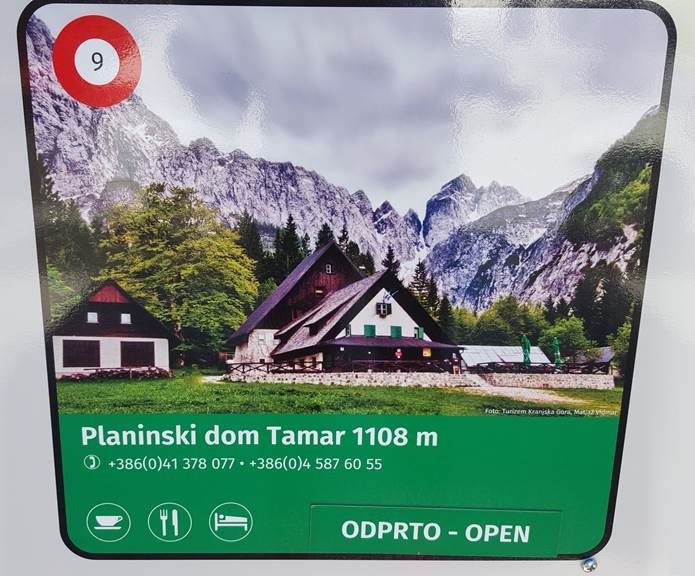 9
Foto: Turizem Kranjska Gora, Matjaž Vidmar
Planinski dom Tamar 1108 m
+386(0)41 378 077 • +386(0)4 587 60 55
ODPRTO - OPEN